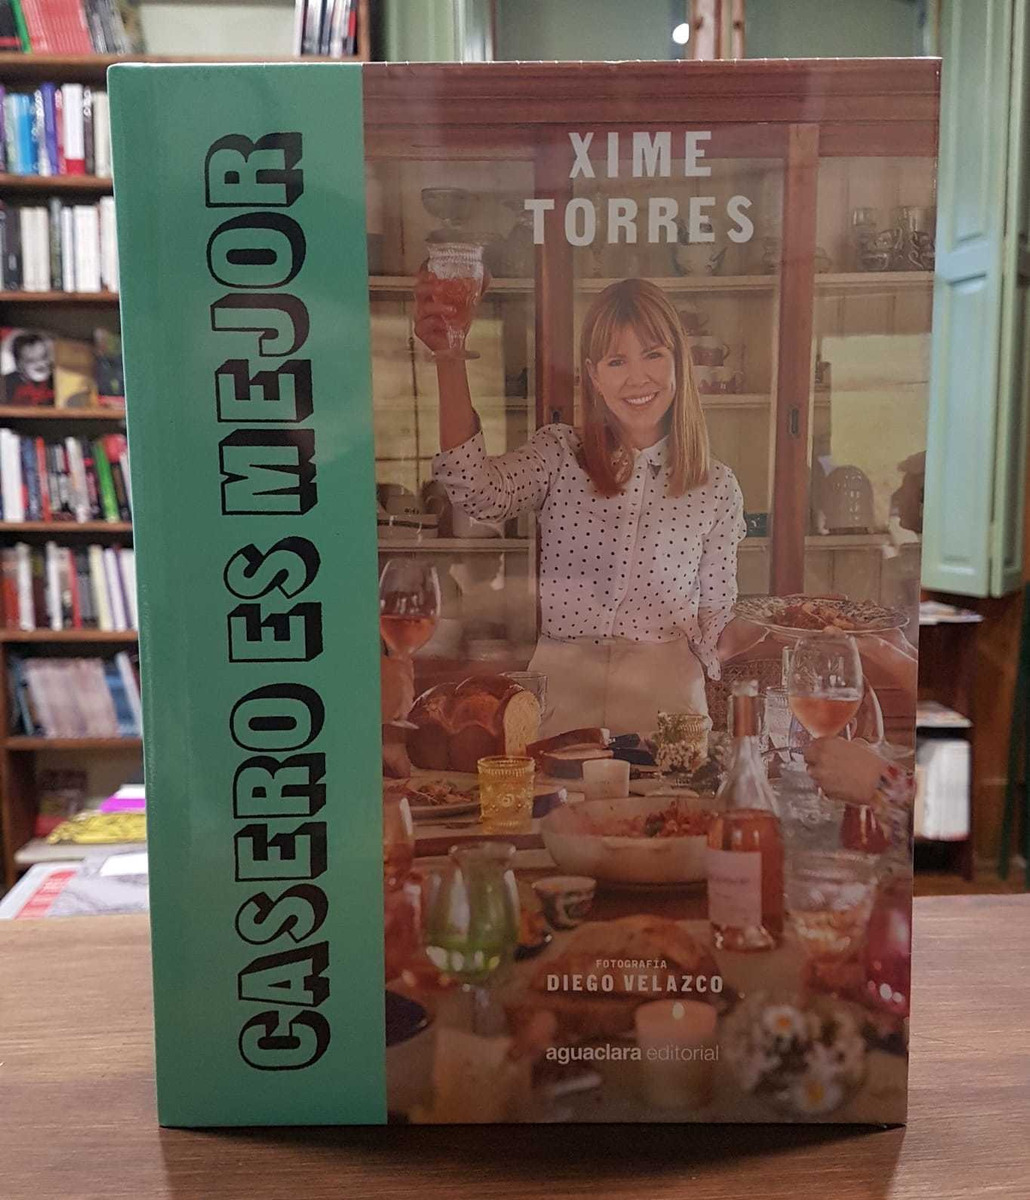 CASERO ES MEJOR
XIME
TORRES
FOTOGRAFÍA
DIEGO VELAZCO
aguaclara editorial